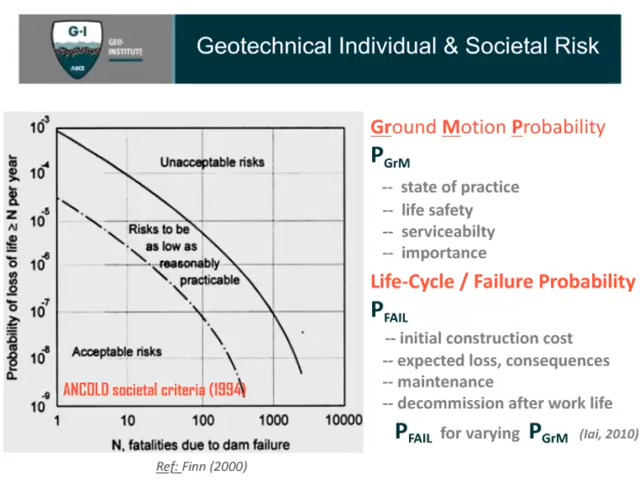 G-I
ASCE
GEO-
INSTITUTE
Geotechnical Individual & Societal Risk
Probability of loss of life ≥ N per year
10-3
10-4
10-5
10-6
10-7
10-8
10-9
Unacceptable risks
Risks to be
as low as
reasonably
practicable
Acceptable risks
ANCOLD societal criteria (1994)
1 10 100 1000 10000
N, fatalities due to dam failure
Ref: Finn (2000)
Ground Motion Probability
PGrM
-- state of practice
-- life safety
-- serviceabilty
-- importance
Life-Cycle / Failure Probability
PFAIL
-- initial construction cost
-- expected loss, consequences
-- maintenance
-- decommission after work life
PFAIL for varying PGrM (Iai, 2010)